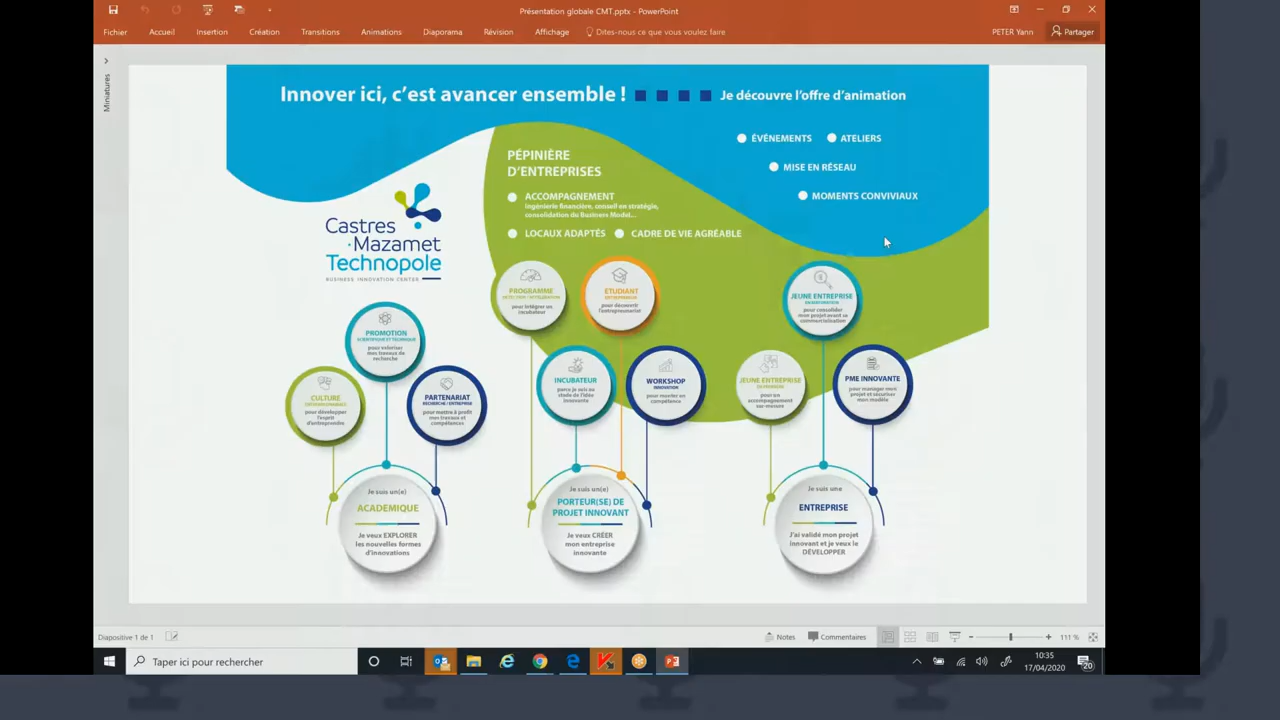 Présentation globale CMT.pptx - PowerPoint
Fichier Accueil Insertion Création Transitions Animations Diaporama Révision Affichage Dites-nous ce que vous voulez faire PETER Yann Partager
Miniatures
Innover ici, c'est avancer ensemble ! Je découvre l'offre d'animation
ÉVÉNEMENTS ATELIERS
MISE EN RÉSEAU
MOMENTS CONVIVIAUX
PÉPINIÈRE
D'ENTREPRISES
ACCOMPAGNEMENT
Ingénierie financière, conseil en stratégie,
consolidation du Business Model...
LOCAUX ADAPTÉS CADRE DE VIE AGRÉABLE
Castres
Mazamet
Technopole
BUSINESS INNOVATION CENTER
PROMOTION
SCIENTIFIQUE ET TECHNIQUE
pour valoriser
mes travaux de
recherche
CULTURE
pour développer
l'esprit
d'entreprendre
PARTENARIAT
RECHERCHE / ENTREPRISE
pour mettre à profit
mes travaux et
compétences
Je suis un(e)
ACADEMIQUE
Je veux EXPLORER
les nouvelles formes
d'innovations
PROGRAMME
pour intégrer un
incubateur
ETUDIANT
ENTREPRENEUR
pour découvrir
l'entrepreneuriat
INCUBATEUR
parce je suis au
stade de l'idée
innovante
WORKSHOP
INNOVATION
pour monter en
compétence
Je suis un(e)
PORTEUR(SE) DE
PROJET INNOVANT
Je veux CRÉER
mon entreprise
innovante
JEUNE ENTREPRISE
EN MATURATION
pour consolider
mon projet avant sa
commercialisation
JEUNE ENTREPRISE
pour un
accompagnement
sur-mesure
PME INNOVANTE
pour manager mon
projet et sécuriser
mon modèle
Je suis une
ENTREPRISE
J'ai validé mon projet
innovant et je veux le
DÉVELOPPER
Diapositive 1 de 1 Notes Commentaires 111 %
Taper ici pour rechercher
10:35
17/04/2020
20